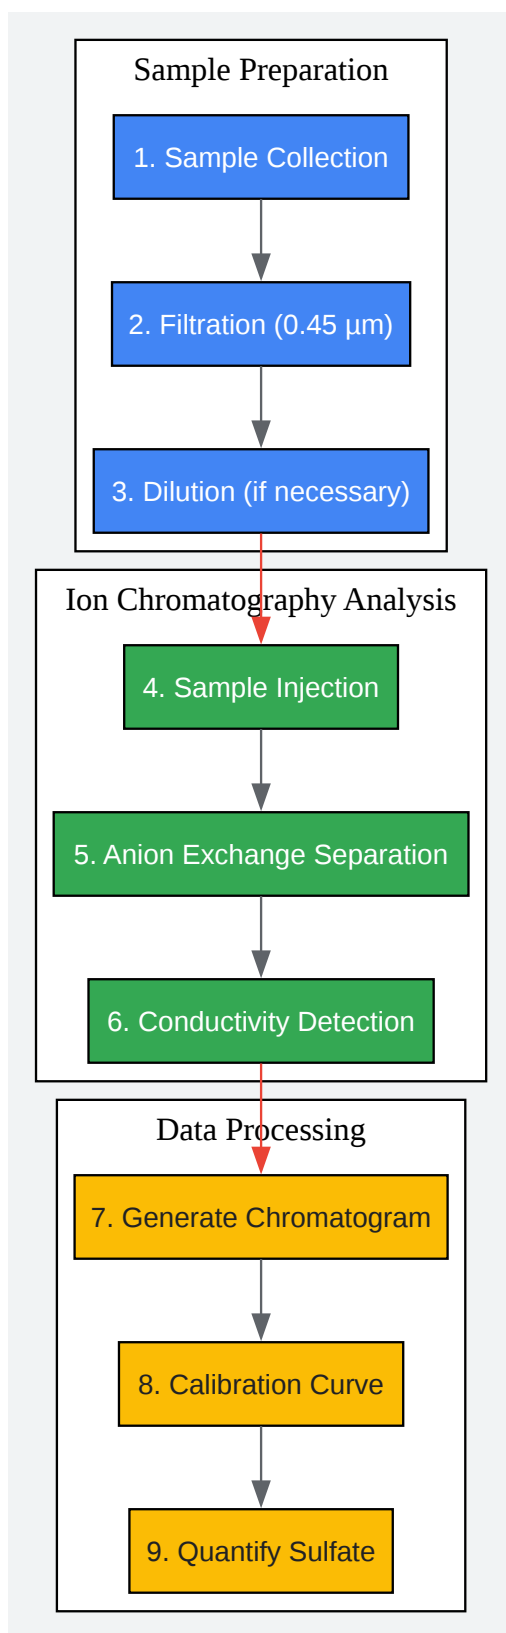 Sample Preparation
1. Sample Collection
2. Filtration (0.45 µm)
3. Dilution (if necessary)
Ion Chromatography Analysis
4. Sample Injection
5. Anion Exchange Separation
6. Conductivity Detection
Data Processing
7. Generate Chromatogram
8. Calibration Curve
9. Quantify Sulfate